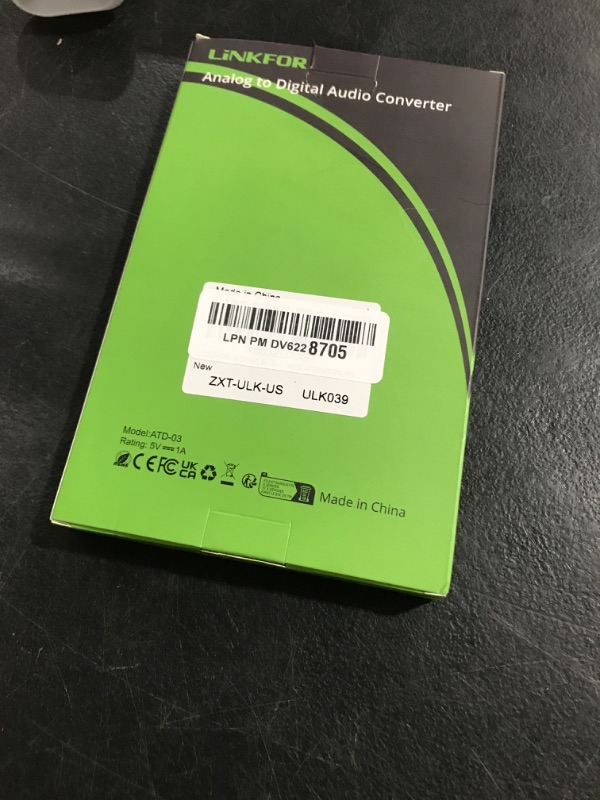 LiNKFOR
Analog to Digital Audio Converter
Made in China
LPN PM DV622 8705
New
ZXT-ULK-US ULK039
Model:ATD-03
Rating: 5V⎓1A
CE FC UK CA
Made in China